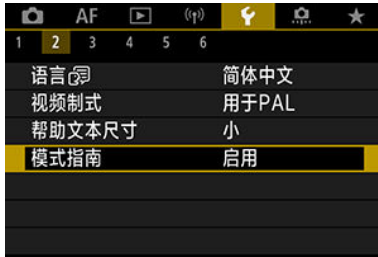 AF
1 2 3 4 5 6
语言 简体中文
视频制式 用于PAL
帮助文本尺寸 小
模式指南 启用